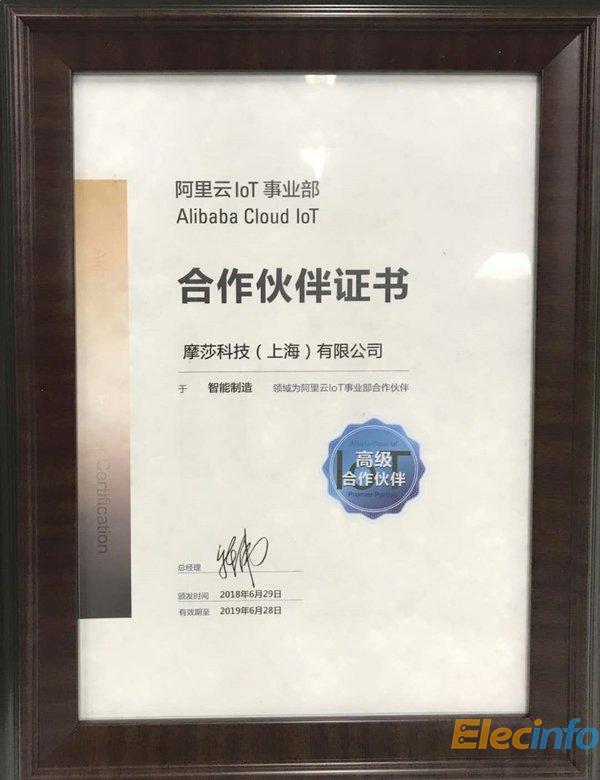 阿里云IoT 事业部
Alibaba Cloud IoT
合作伙伴证书
摩莎科技（上海）有限公司
于 智能制造 领域为阿里云IoT事业部合作伙伴
Alibaba Cloud IoT
IoT
高级
合作伙伴
Premier Partner
总经理
颁发时间 2018年6月29日
有效期至 2019年6月28日
Certification
Elecinfo